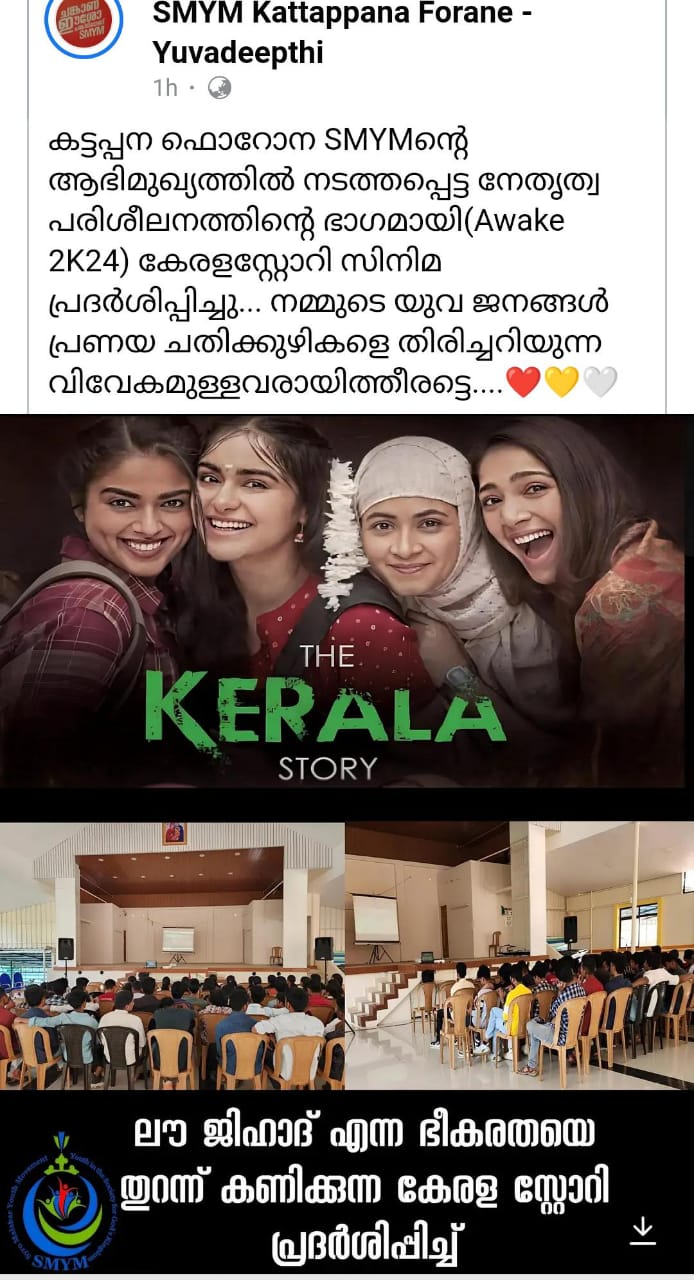 SMYM Kattappana Forane -
Yuvadeepthi
1h
കട്ടപ്പന ഫൊറോന SMYMന്റെ
ആഭിമുഖ്യത്തിൽ നടത്തപ്പെട്ട നേതൃത്വ
പരിശീലനത്തിന്റെ ഭാഗമായി(Awake
2K24) കേരളസ്റ്റോറി സിനിമ
പ്രദർശിപ്പിച്ചു... നമ്മുടെ യുവ ജനങ്ങൾ
പ്രണയ ചതിക്കുഴികളെ തിരിച്ചറിയുന്ന
വിവേകമുള്ളവരായിത്തീരട്ടെ....❤️💛🤍
THE
KERALA
STORY
ലൗ ജിഹാദ് എന്ന ഭീകരതയെ
തുറന്ന് കണിക്കുന്ന കേരള സ്റ്റോറി
പ്രദർശിപ്പിച്ച്
SMYM